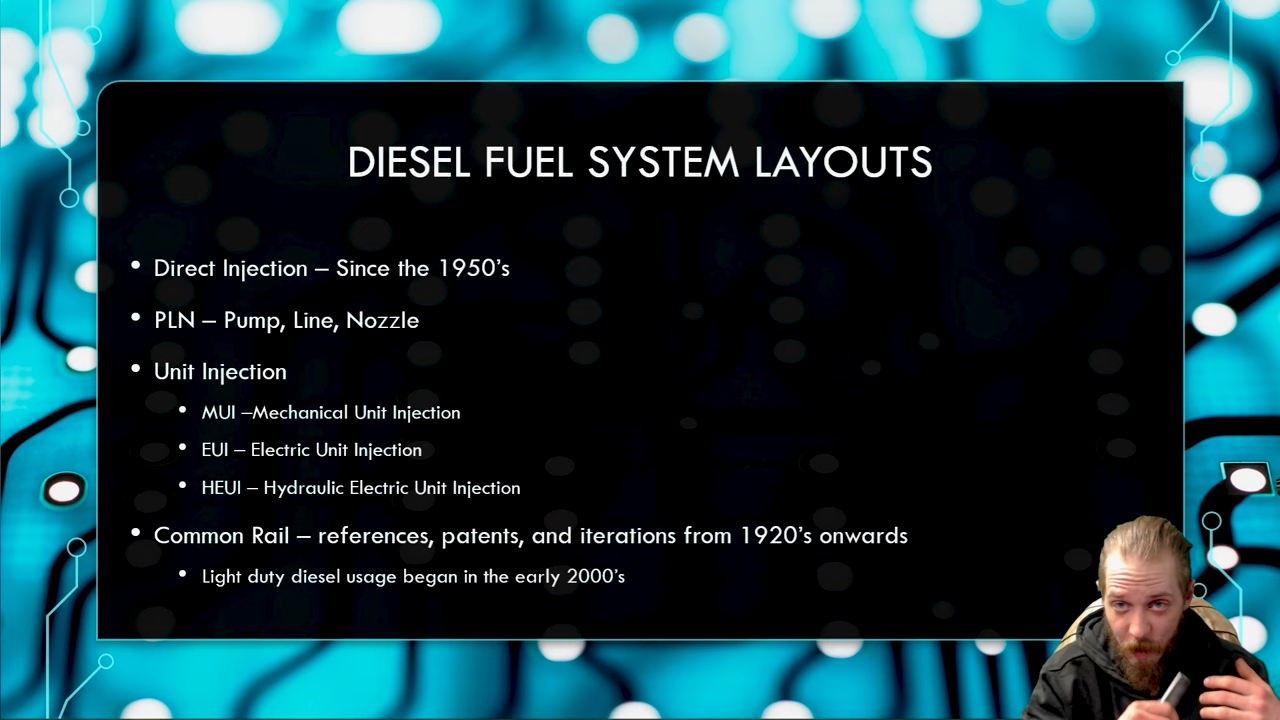 DIESEL FUEL SYSTEM LAYOUTS
• Direct Injection – Since the 1950's
• PLN – Pump, Line, Nozzle
• Unit Injection
• MUI –Mechanical Unit Injection
• EUI – Electric Unit Injection
• HEUI – Hydraulic Electric Unit Injection
• Common Rail – references, patents, and iterations from 1920's onwards
• Light duty diesel usage began in the early 2000's